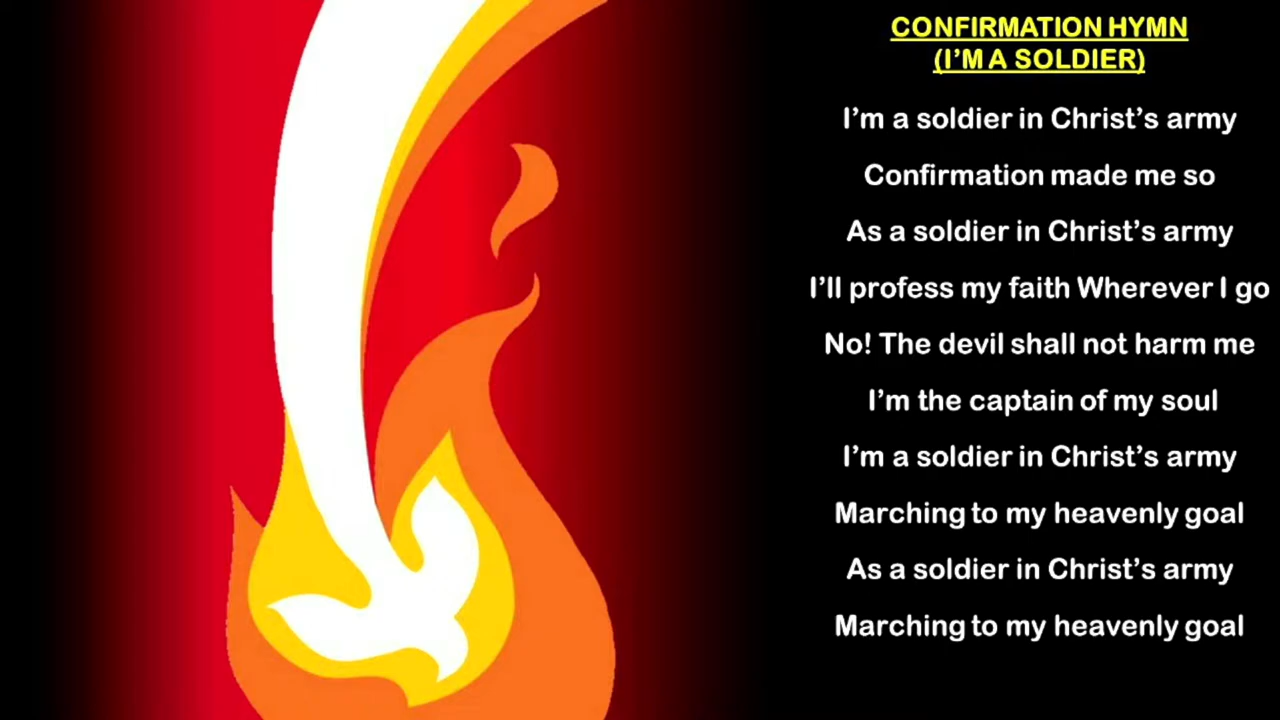 CONFIRMATION HYMN
(I’M A SOLDIER)
I’m a soldier in Christ’s army
Confirmation made me so
As a soldier in Christ’s army
I’ll profess my faith Wherever I go
No! The devil shall not harm me
I’m the captain of my soul
I’m a soldier in Christ’s army
Marching to my heavenly goal
As a soldier in Christ’s army
Marching to my heavenly goal